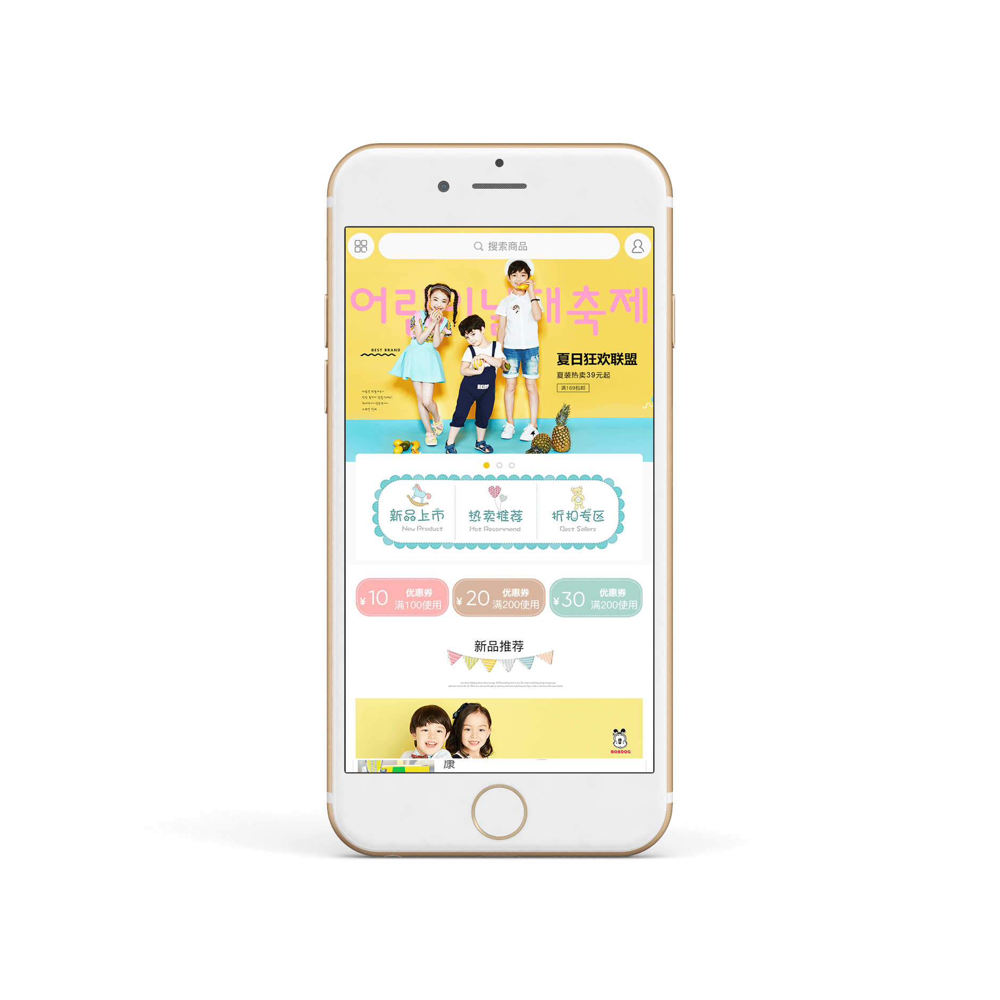 搜索商品
어린이날 대축제
BEST BRAND
夏日狂欢联盟
夏装热卖39元起
满169包邮
HKIDS
新品上市
New Product
热卖推荐
Hot Recommend
折扣专区
Best Sellers
¥10 优惠券
满100使用
¥20 优惠券
满200使用
¥30 优惠券
满200使用
新品推荐
BOBDOG
康